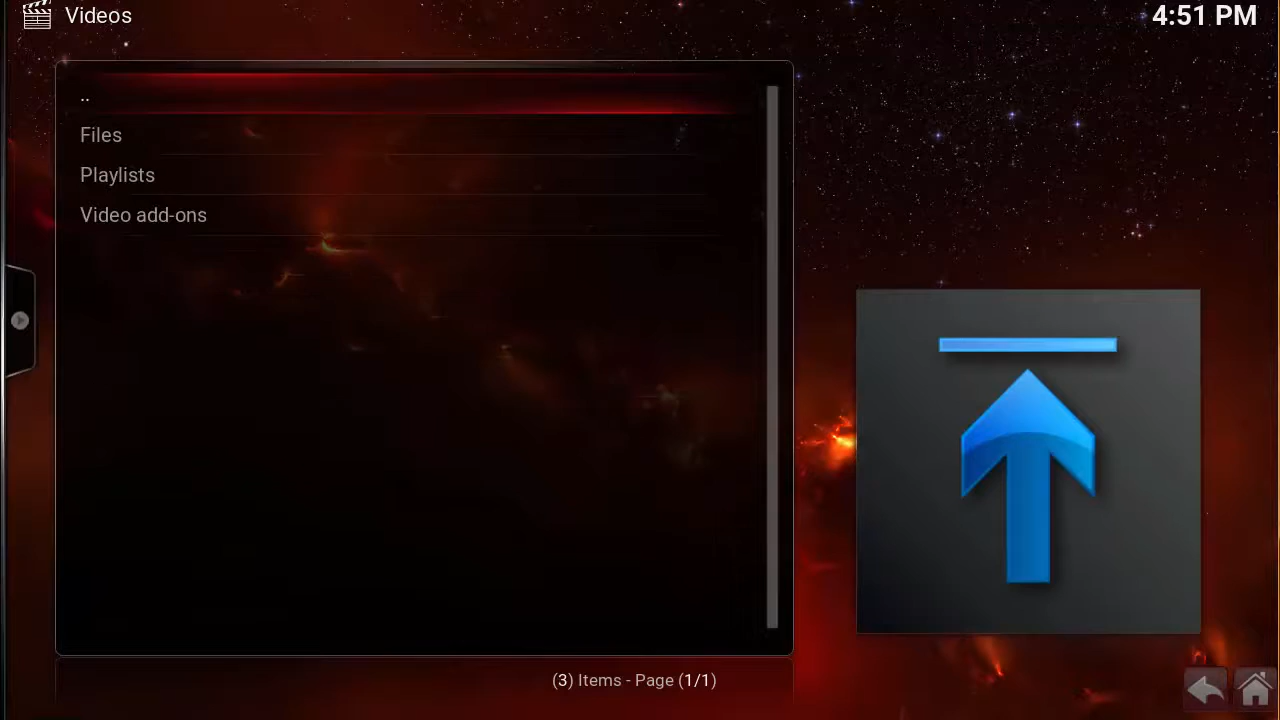 Videos
4:51 PM
..
Files
Playlists
Video add-ons
(3) Items - Page (1/1)